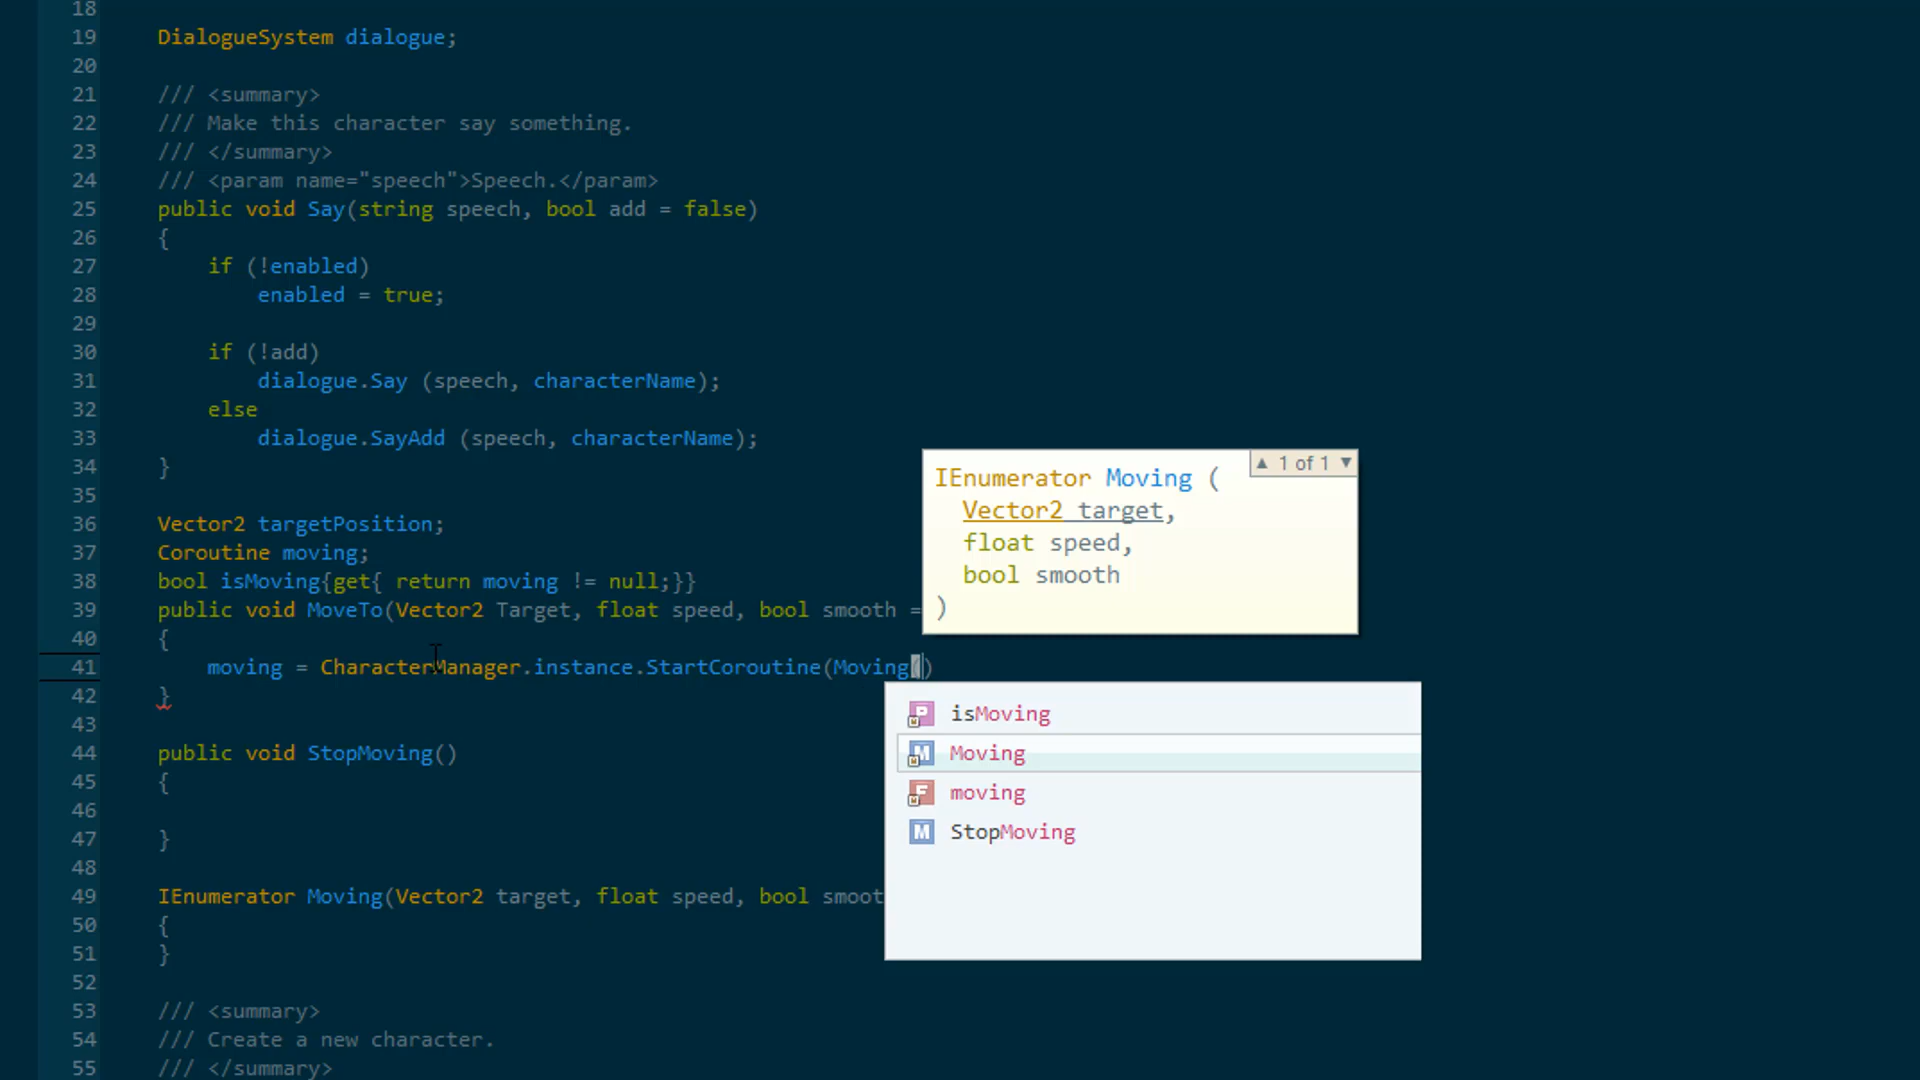 18
19 DialogueSystem dialogue;
20
21 /// <summary>
22 /// Make this character say something.
23 /// </summary>
24 /// <param name="speech">Speech.</param>
25 public void Say(string speech, bool add = false)
26 {
27 if (!enabled)
28 enabled = true;
29
30 if (!add)
31 dialogue.Say (speech, characterName);
32 else
33 dialogue.SayAdd (speech, characterName);
34 }
35
36 Vector2 targetPosition;
37 Coroutine moving;
38 bool isMoving{get{ return moving != null;}}
39 public void MoveTo(Vector2 Target, float speed, bool smooth =
40 {
41 moving = CharacterManager.instance.StartCoroutine(Moving()
42 }
43
44 public void StopMoving()
45 {
46
47 }
48
49 IEnumerator Moving(Vector2 target, float speed, bool smoot
50 {
51 }
52
53 /// <summary>
54 /// Create a new character.
55 /// </summary>
▲ 1 of 1 ▼
IEnumerator Moving (
Vector2 target,
float speed,
bool smooth
)
isMoving
Moving
moving
StopMoving